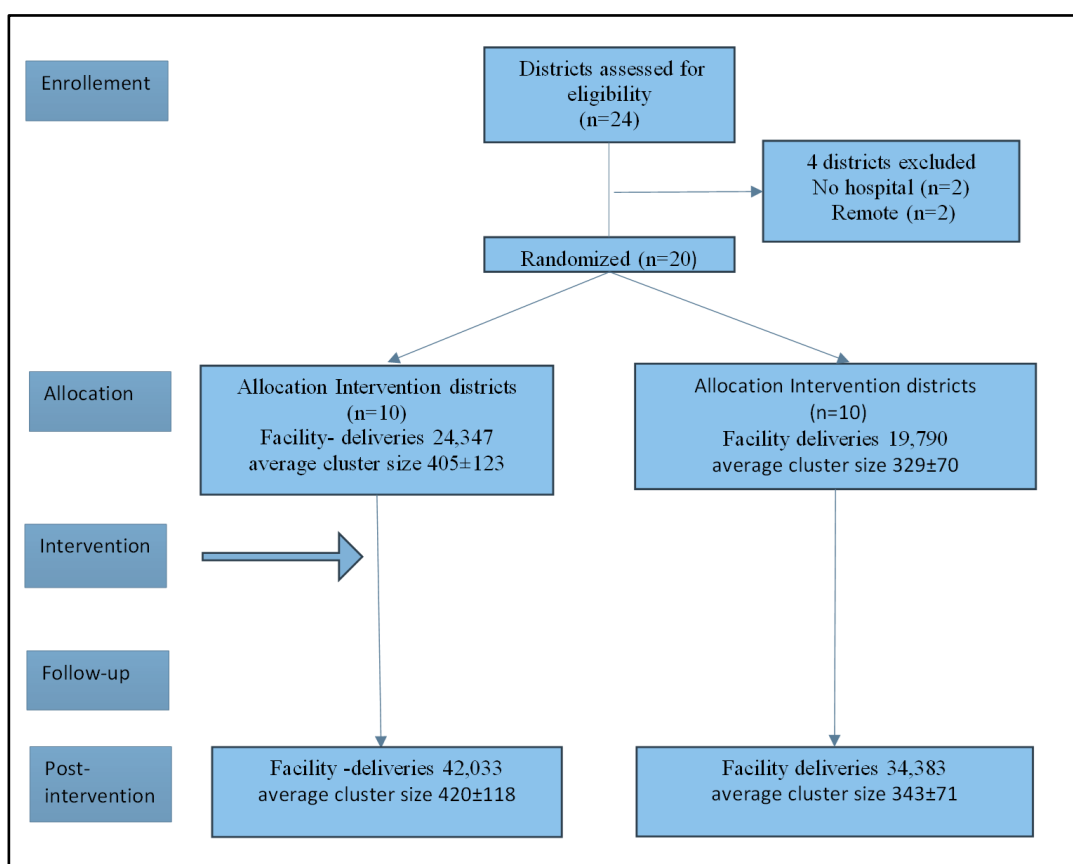 Enrollement
Districts assessed for
eligibility
(n=24)
4 districts excluded
No hospital (n=2)
Remote (n=2)
Randomized (n=20)
Allocation
Allocation Intervention districts
(n=10)
Facility- deliveries 24,347
average cluster size 405±123
Allocation Intervention districts
(n=10)
Facility deliveries 19,790
average cluster size 329±70
Intervention
Follow-up
Post-
intervention
Facility -deliveries 42,033
average cluster size 420±118
Facility deliveries 34,383
average cluster size 343±71